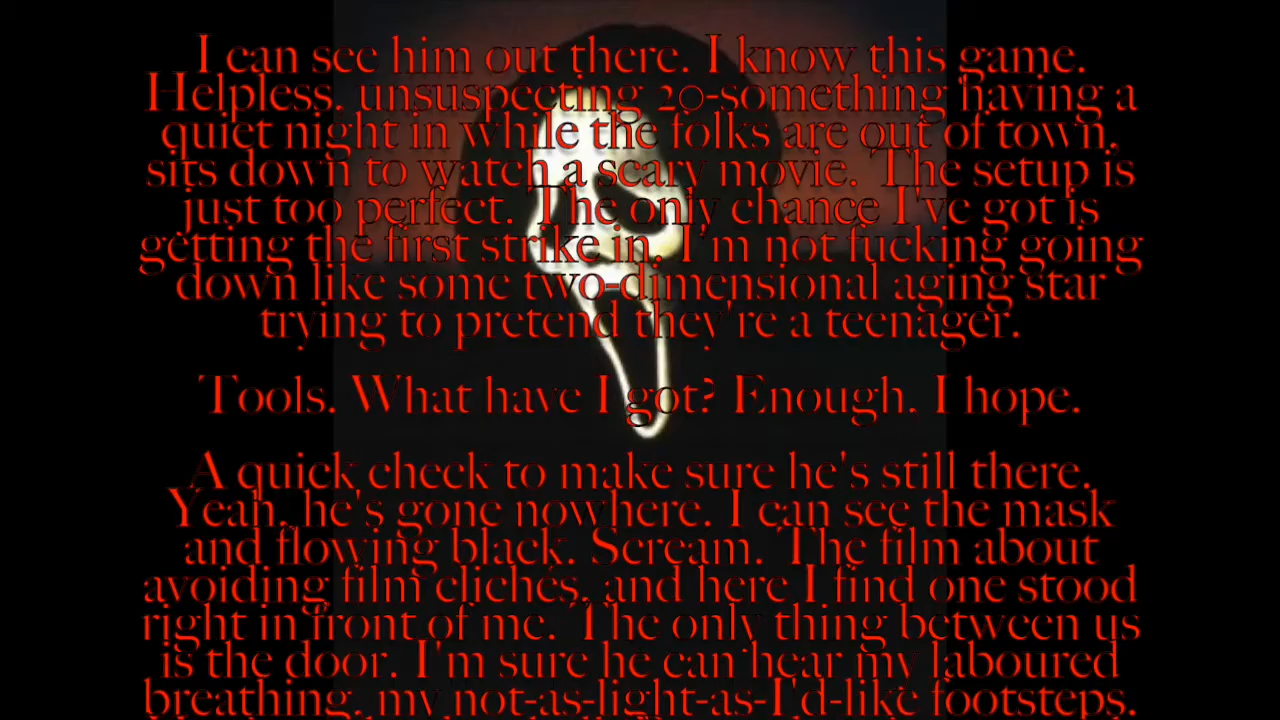 I can see him out there. I know this game.
Helpless, unsuspecting 20-something having a
quiet night in while the folks are out of town,
sits down to watch a scary movie. The setup is
just too perfect. The only chance I've got is
getting the first strike in. I'm not fucking going
down like some two-dimensional aging star
trying to pretend they're a teenager.
Tools. What have I got? Enough. I hope.
A quick check to make sure he's still there.
Yeah, he's gone nowhere. I can see the mask
and flowing black. Scream. The film about
avoiding film clichés, and here I find one stood
right in front of me. The only thing between us
is the door. I'm sure he can hear my laboured
breathing, my not-as-light-as-I'd-like footsteps.